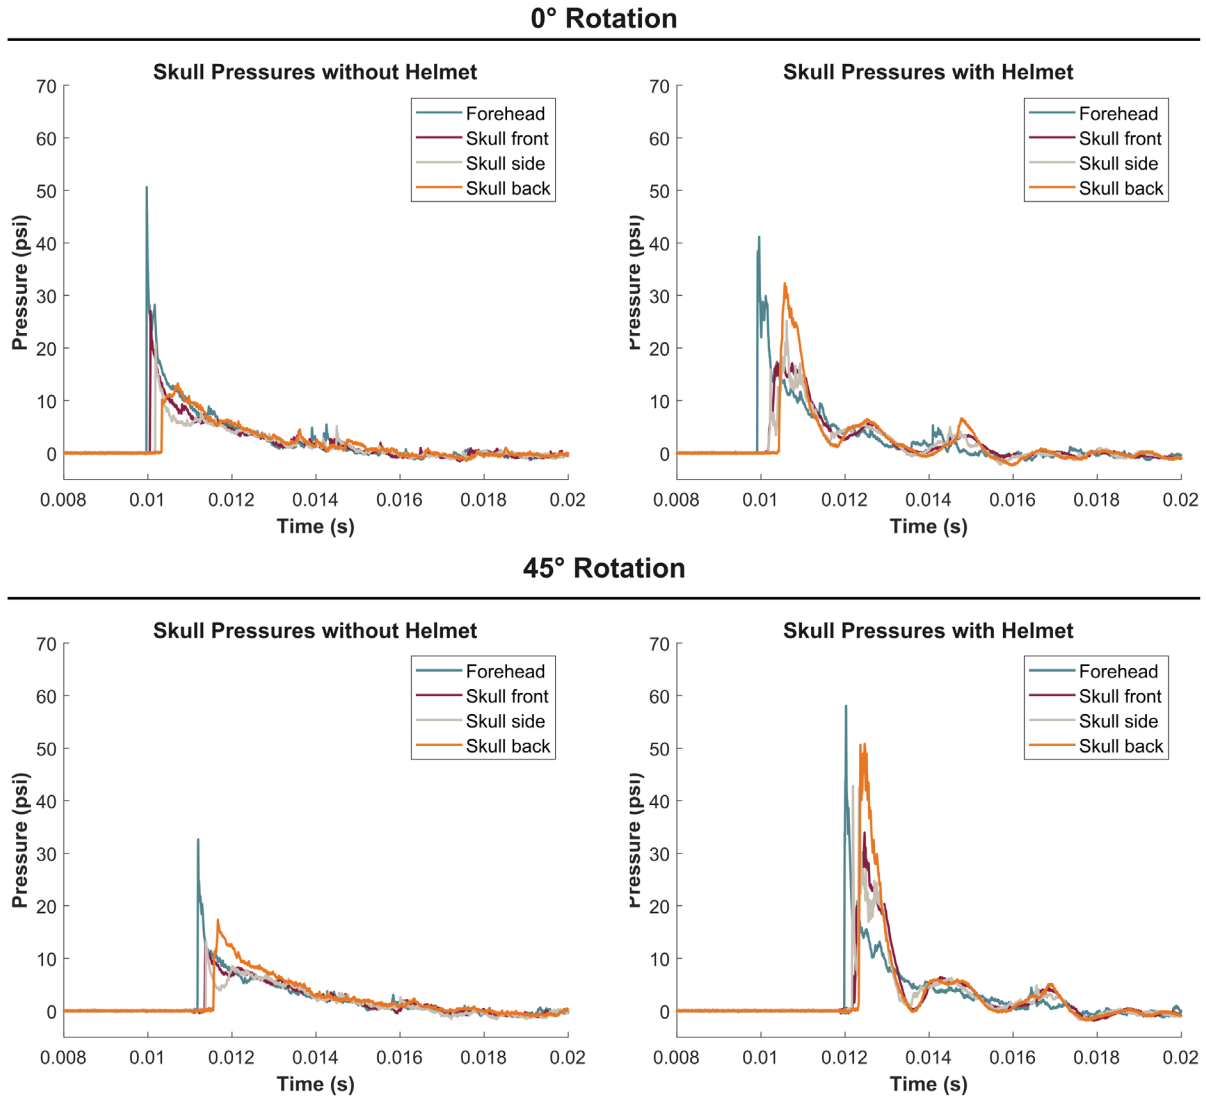 0° Rotation
Skull Pressures without Helmet
70
60
50
40
30
20
10
0
Pressure (psi)
0.008 0.01 0.012 0.014 0.016 0.018 0.02
Time (s)
Forehead
Skull front
Skull side
Skull back
Skull Pressures with Helmet
70
60
50
40
30
20
10
0
Pressure (psi)
0.008 0.01 0.012 0.014 0.016 0.018 0.02
Time (s)
Forehead
Skull front
Skull side
Skull back
45° Rotation
Skull Pressures without Helmet
70
60
50
40
30
20
10
0
Pressure (psi)
0.008 0.01 0.012 0.014 0.016 0.018 0.02
Time (s)
Forehead
Skull front
Skull side
Skull back
Skull Pressures with Helmet
70
60
50
40
30
20
10
0
Pressure (psi)
0.008 0.01 0.012 0.014 0.016 0.018 0.02
Time (s)
Forehead
Skull front
Skull side
Skull back